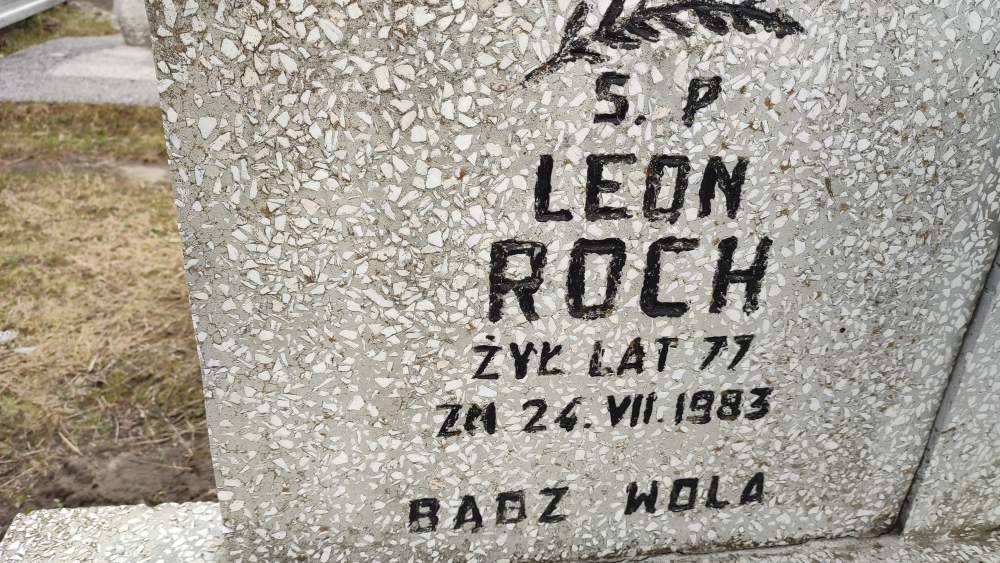 S. P
LEON
ROCH
ŻYŁ LAT 77
ZM 24. VII. 1983
BADZ WOLA